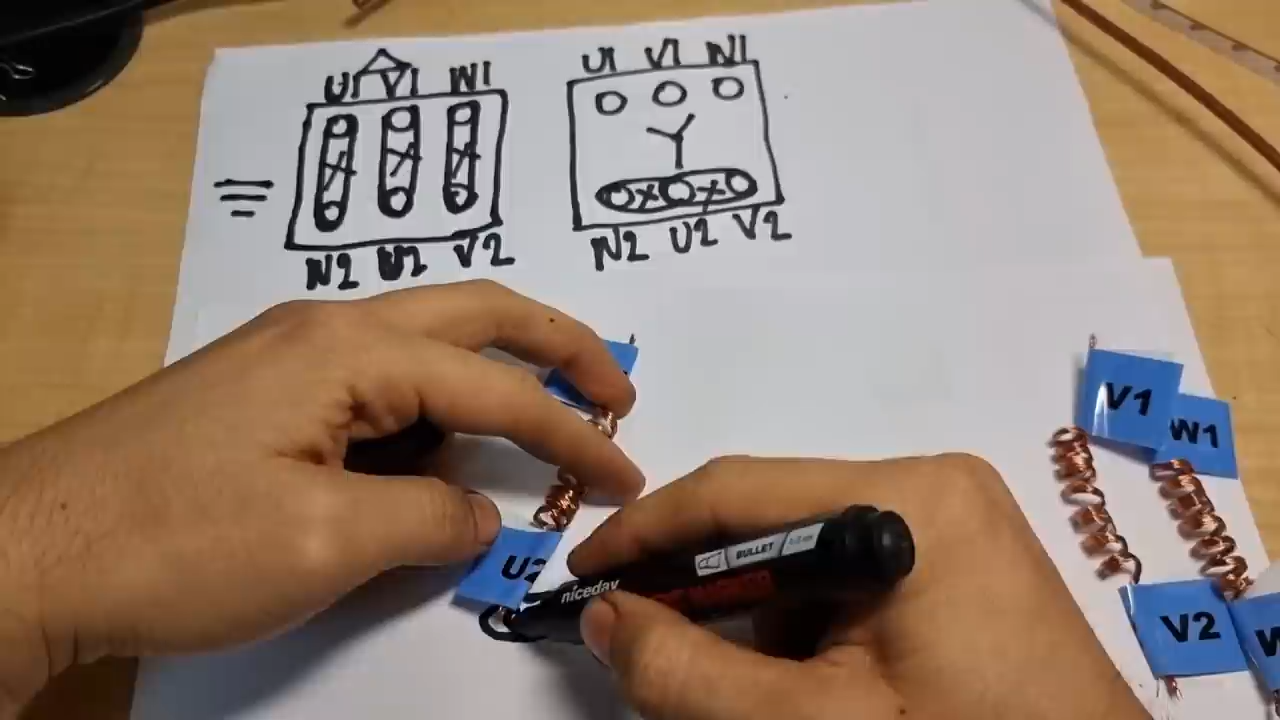 U1 V1 W1
W2 U2 V2
U1 V1 W1
W2 U2 V2
V1
W1
U2
niceday
BULLET
V2